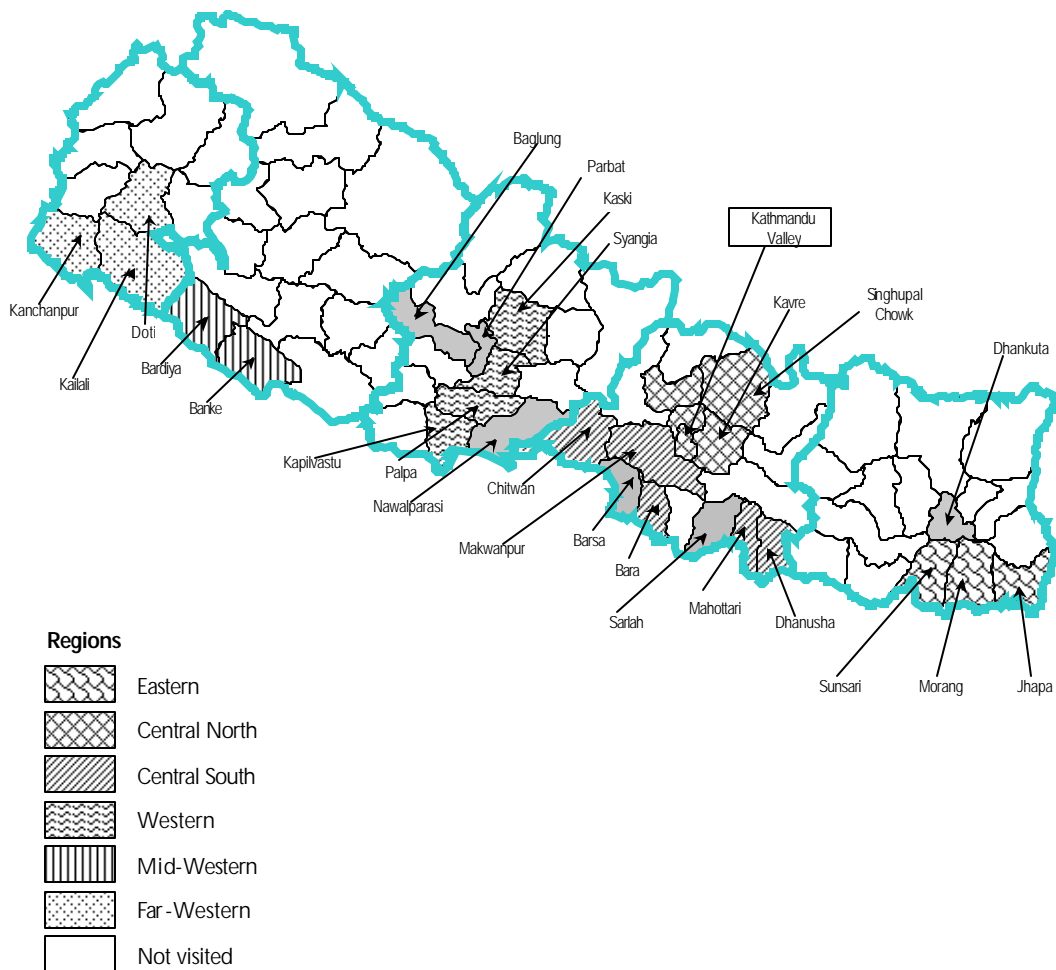 Baglung
Parbat
Kaski
Syangia
Kathmandu
Valley
Kavre
Singhupal
Chowk
Dhankuta
Kanchanpur
Doti
Kailali
Bardiya
Banke
Kapilvastu
Palpa
Nawalparasi
Chitwan
Makwanpur
Barsa
Bara
Sarlah
Mahottari
Dhanusha
Sunsari
Morang
Jhapa
Regions
Eastern
Central North
Central South
Western
Mid-Western
Far-Western
Not visited